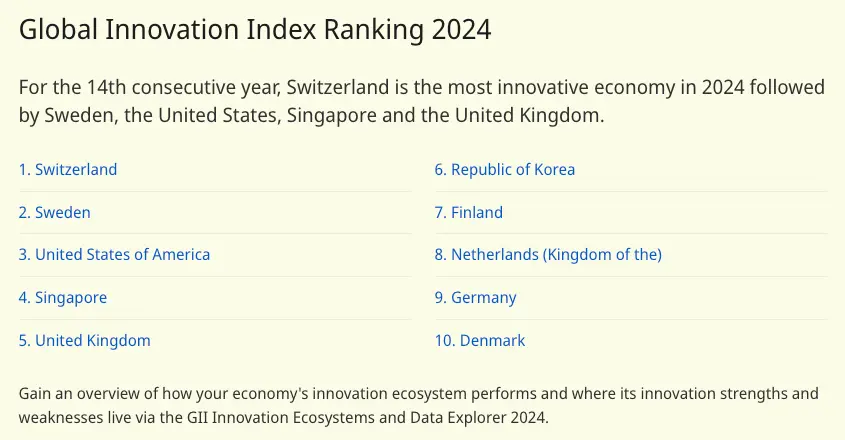 Global Innovation Index Ranking 2024
For the 14th consecutive year, Switzerland is the most innovative economy in 2024 followed
by Sweden, the United States, Singapore and the United Kingdom.
1. Switzerland
2. Sweden
3. United States of America
4. Singapore
5. United Kingdom
6. Republic of Korea
7. Finland
8. Netherlands (Kingdom of the)
9. Germany
10. Denmark
Gain an overview of how your economy's innovation ecosystem performs and where its innovation strengths and
weaknesses live via the GII Innovation Ecosystems and Data Explorer 2024.